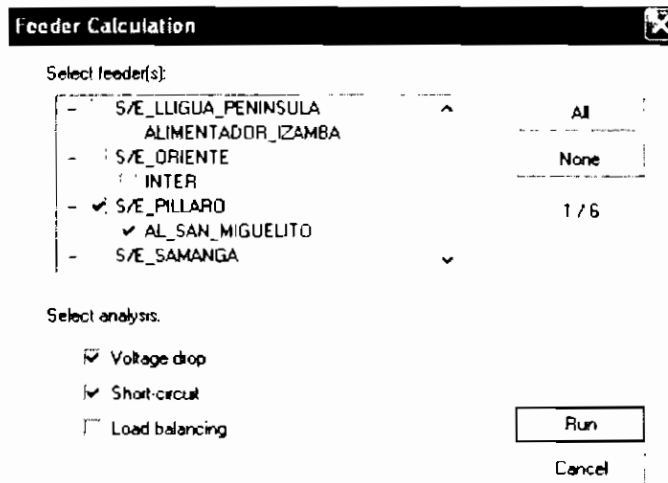 Feeder Calculation
Select feeder(s):
S/E_LLIGUA_PENINSULA
ALIMENTADOR_IZAMBA
S/E_ORIENTE
INTER
S/E_PILLARO
AL_SAN_MIGUELITO
S/E_SAMANGA
All
None
1 / 6
Select analysis.
Voltage drop
Short-circuit
Load balancing
Run
Cancel